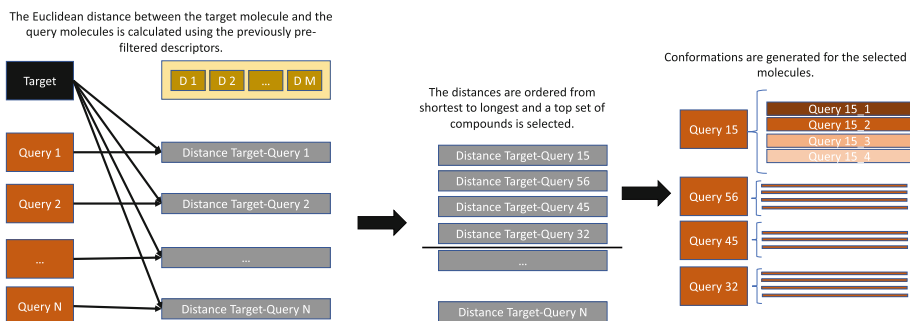 The Euclidean distance between the target molecule and the
query molecules is calculated using the previously pre-
filtered descriptors.
Target
D 1
D 2
...
D M
Query 1
Distance Target-Query 1
Query 2
Distance Target-Query 2
...
...
Query N
Distance Target-Query N
The distances are ordered from
shortest to longest and a top set of
compounds is selected.
Distance Target-Query 15
Distance Target-Query 56
Distance Target-Query 45
Distance Target-Query 32
...
Distance Target-Query N
Conformations are generated for the selected
molecules.
Query 15
Query 15_1
Query 15_2
Query 15_3
Query 15_4
Query 56
Query 45
Query 32